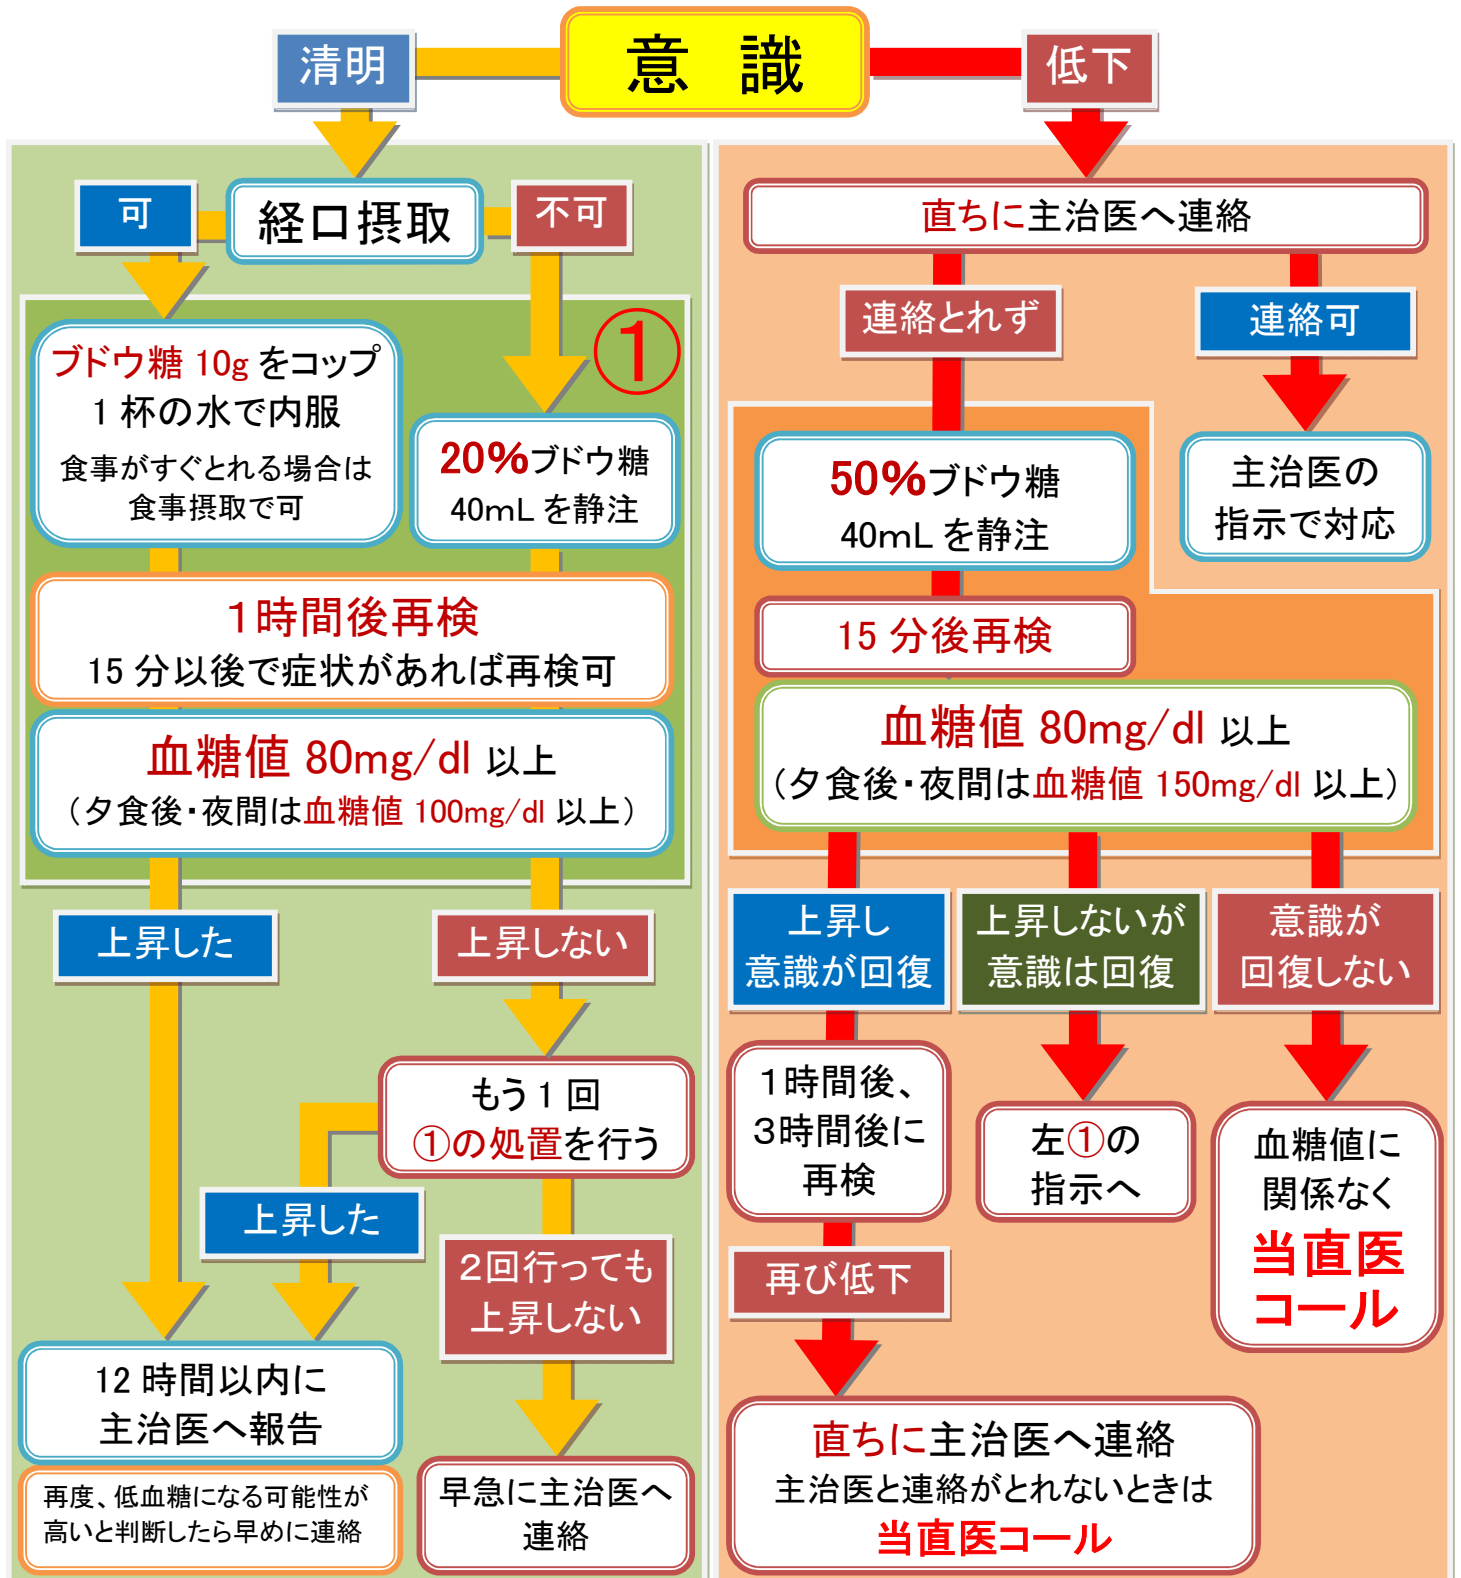 意 識
清明
低下
経口摂取
可
不可
①
ブドウ糖 10g をコップ
1 杯の水で内服
食事がすぐとれる場合は
食事摂取で可
20%ブドウ糖
40mL を静注
1時間後再検
15 分以後で症状があれば再検可
血糖値 80mg/dl 以上
(夕食後・夜間は血糖値 100mg/dl 以上)
上昇した
上昇しない
もう 1 回
①の処置を行う
上昇した
2回行っても
上昇しない
12 時間以内に
主治医へ報告
再度、低血糖になる可能性が
高いと判断したら早めに連絡
早急に主治医へ
連絡
直ちに主治医へ連絡
連絡とれず
連絡可
50%ブドウ糖
40mL を静注
主治医の
指示で対応
15 分後再検
血糖値 80mg/dl 以上
(夕食後・夜間は血糖値 150mg/dl 以上)
上昇し
意識が回復
上昇しないが
意識は回復
意識が
回復しない
1時間後、
3時間後に
再検
左①の
指示へ
血糖値に
関係なく
当直医
コール
再び低下
直ちに主治医へ連絡
主治医と連絡がとれないときは
当直医コール